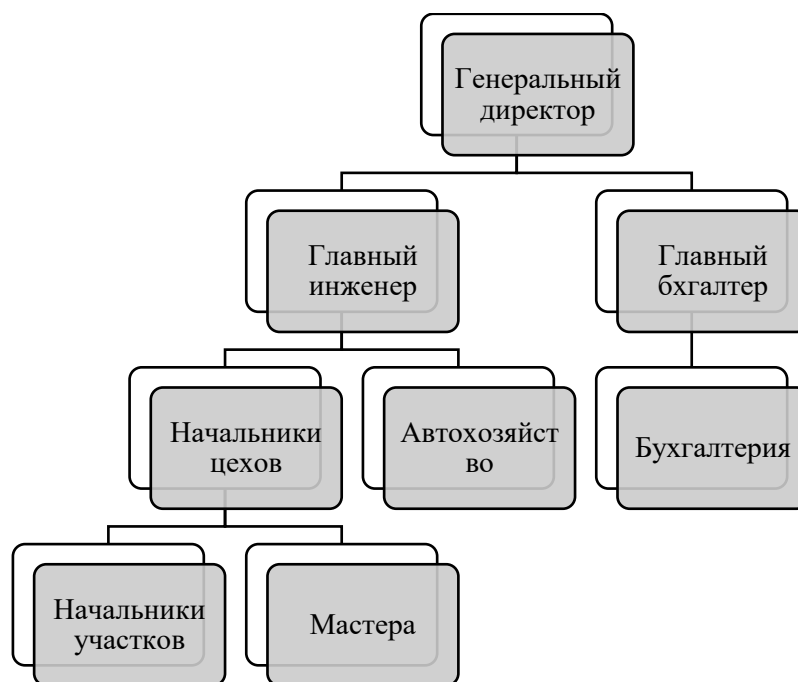 Генеральный
директор
Главный
инженер
Главный
бхгалтер
Начальники
цехов
Автохозяйст
во
Бухгалтерия
Начальники
участков
Мастера